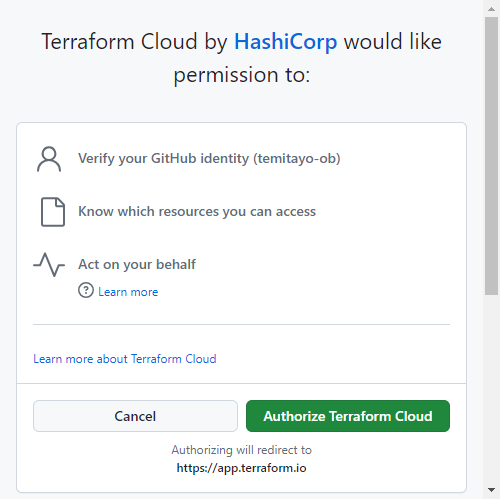 Terraform Cloud by HashiCorp would like
permission to:
Verify your GitHub identity (temitayo-ob)
Know which resources you can access
Act on your behalf
Learn more
Learn more about Terraform Cloud
Cancel
Authorize Terraform Cloud
Authorizing will redirect to
https://app.terraform.io